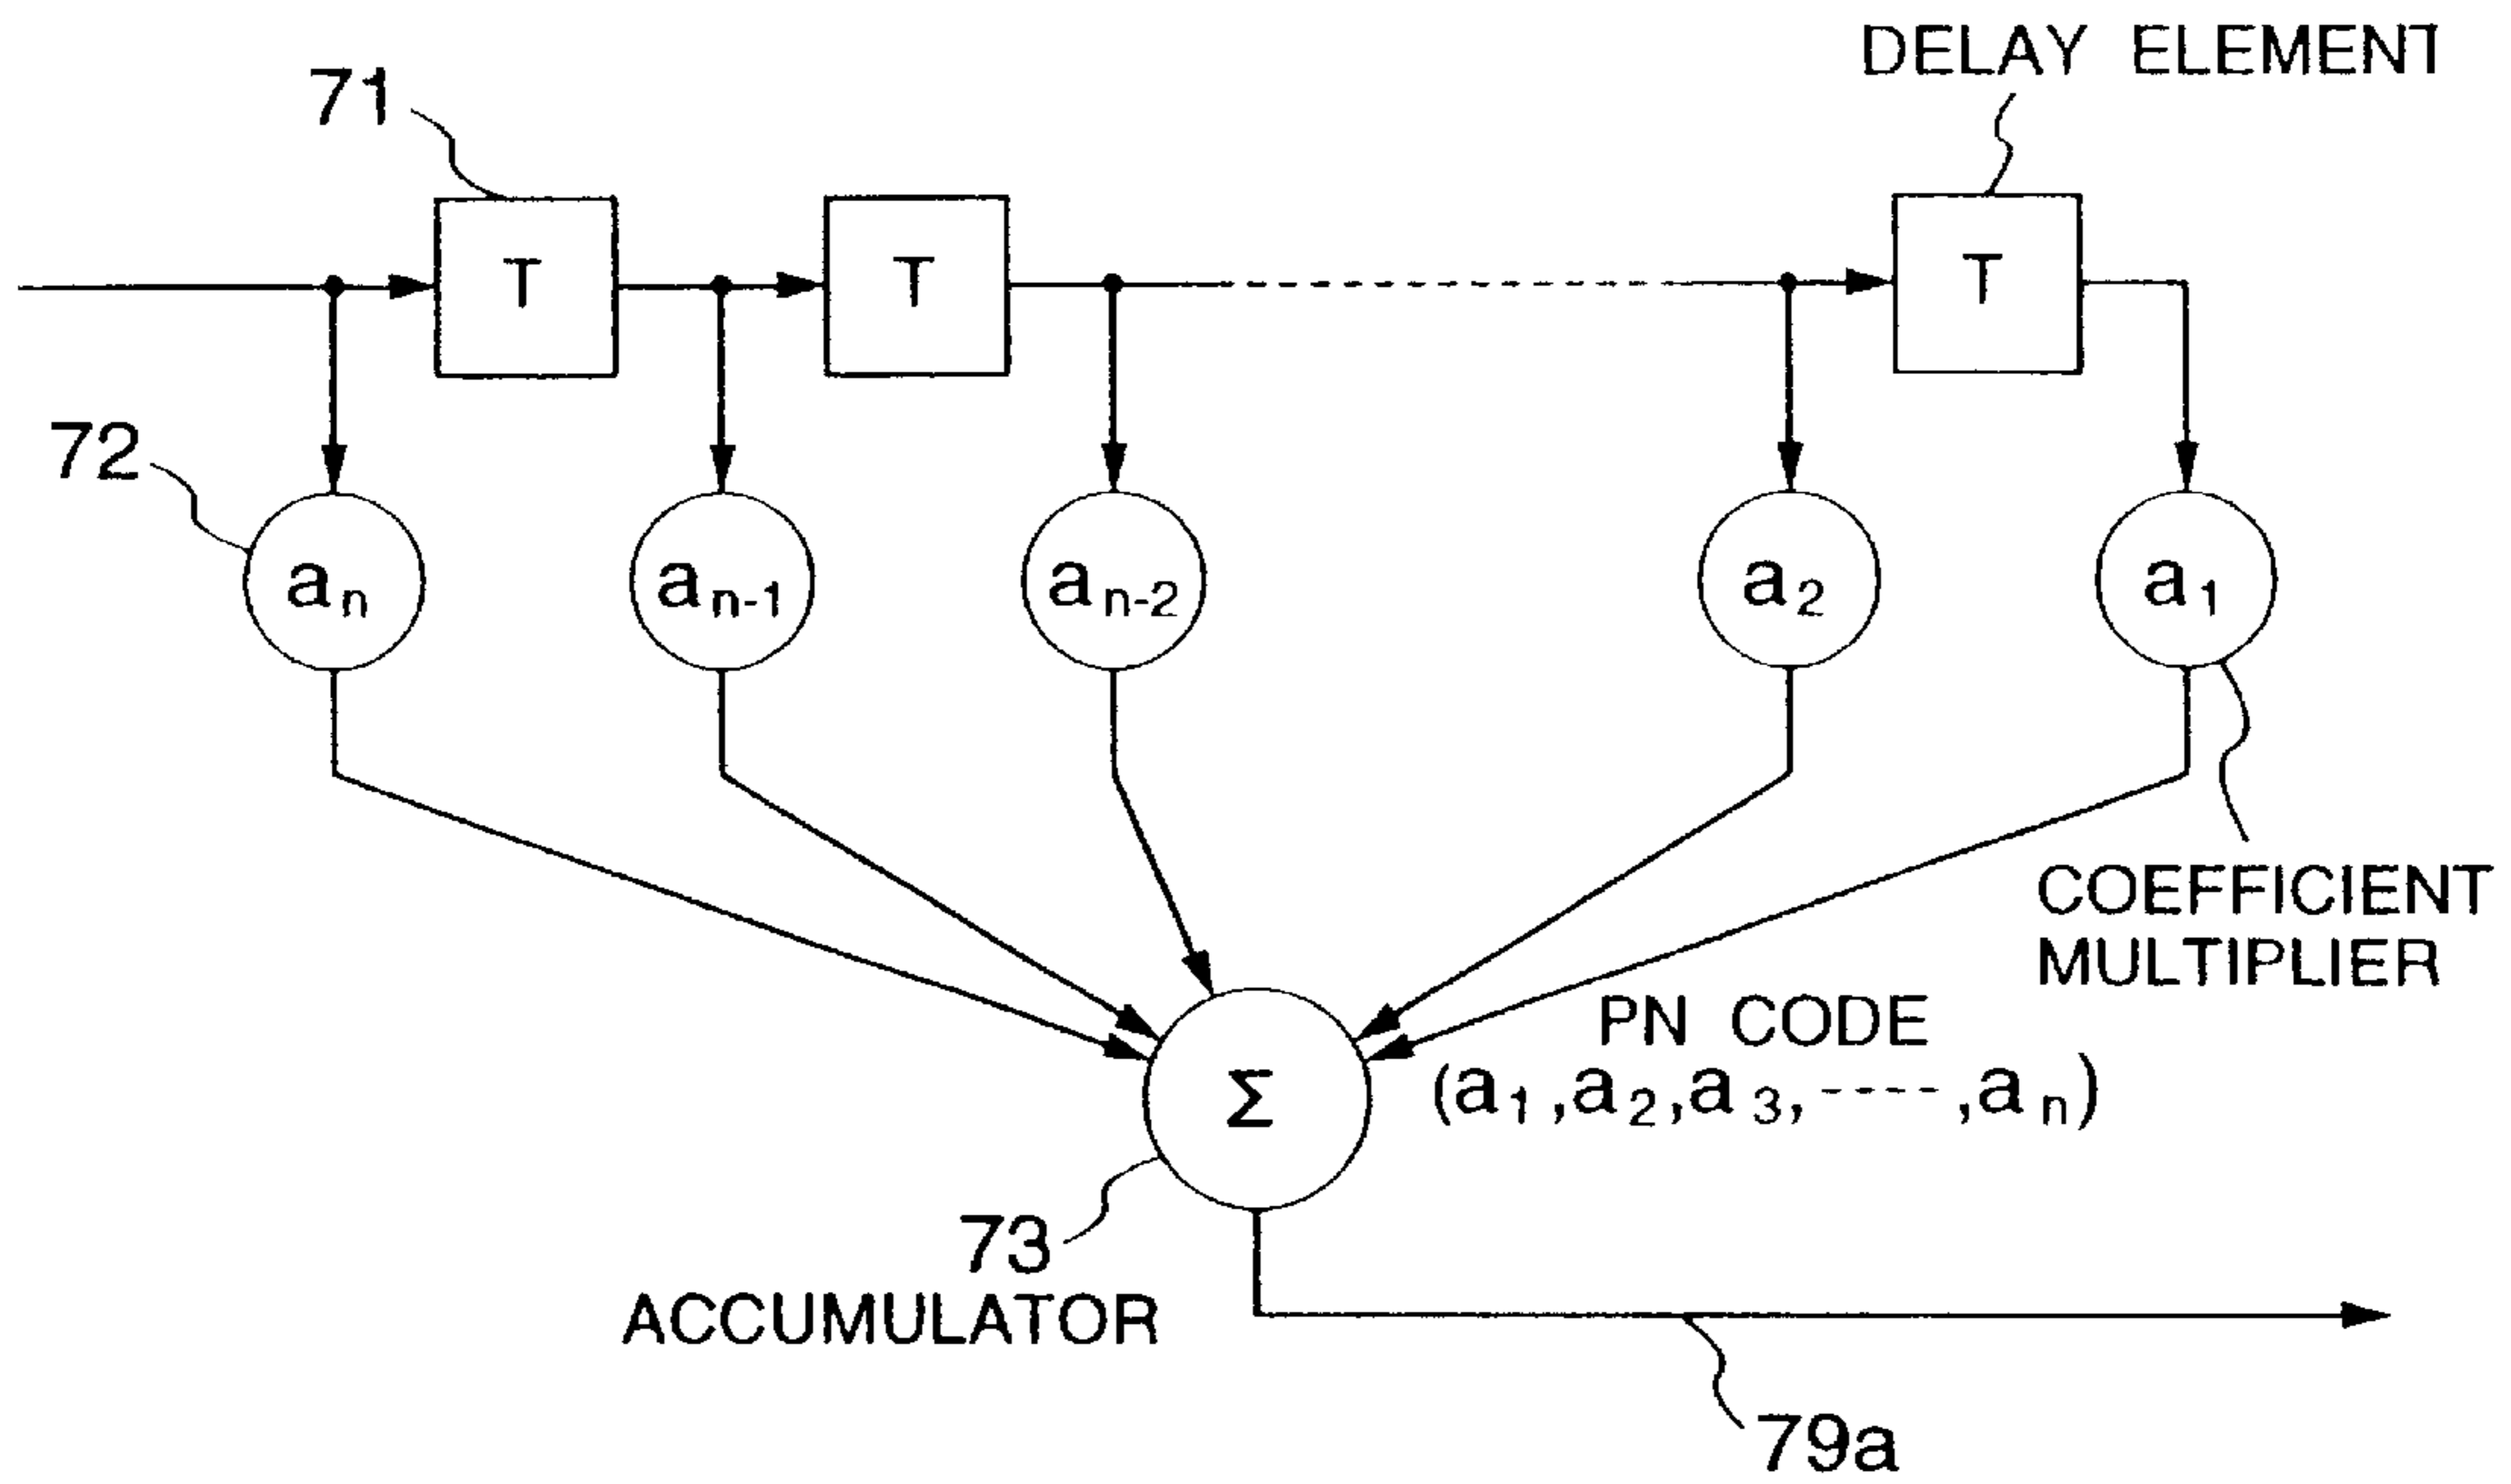 DELAY ELEMENT
71
T
T
T
72
aₙ
aₙ₋₁
aₙ₋₂
a₂
a₁
COEFFICIENT
MULTIPLIER
PN CODE
(a₁,a₂,a₃,----,aₙ)
Σ
73
ACCUMULATOR
79a